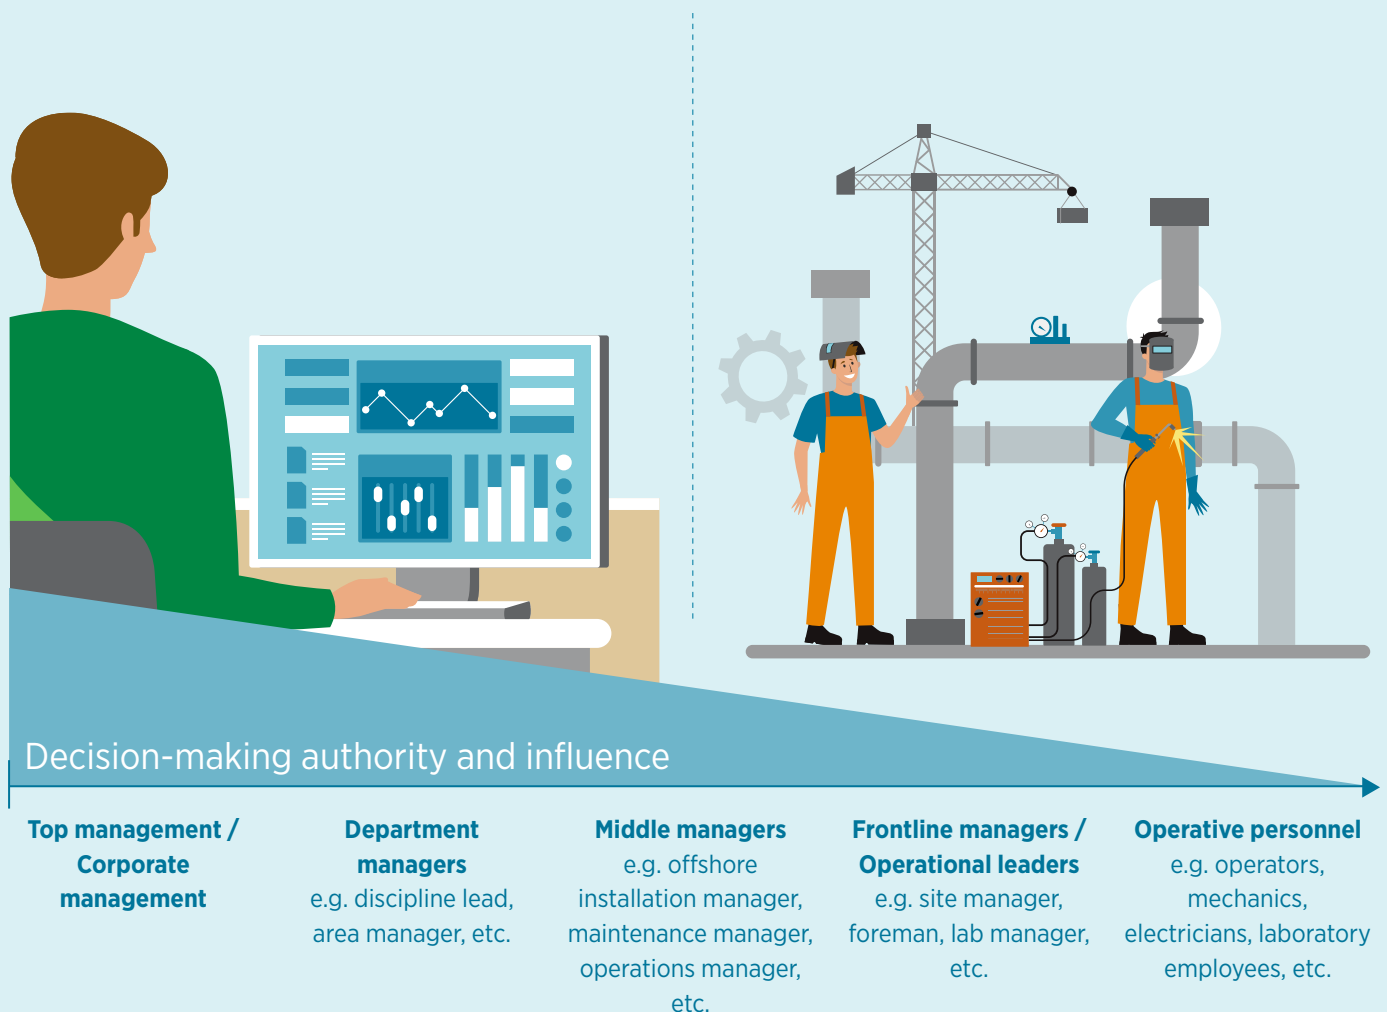 Decision-making authority and influence
Top management /
Corporate
management
Department
managers
e.g. discipline lead,
area manager, etc.
Middle managers
e.g. offshore
installation manager,
maintenance manager,
operations manager,
etc.
Frontline managers /
Operational leaders
e.g. site manager,
foreman, lab manager,
etc.
Operative personnel
e.g. operators,
mechanics,
electricians, laboratory
employees, etc.